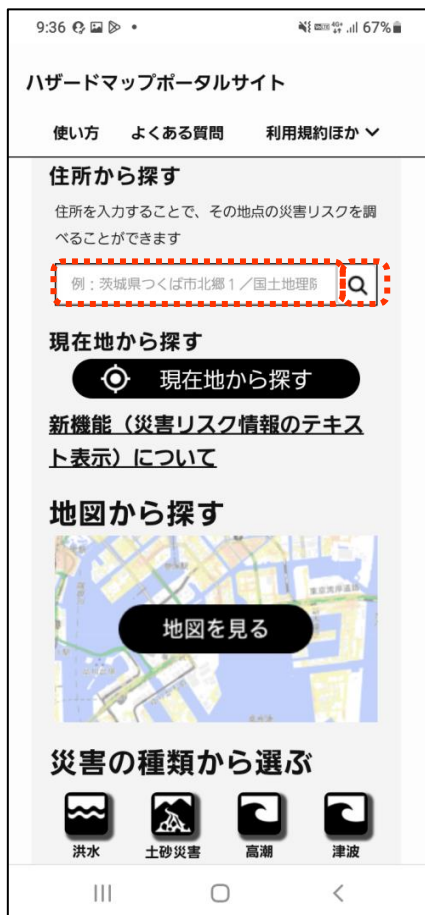 9:36
67%
ハザードマップポータルサイト
使い方 よくある質問 利用規約ほか
住所から探す
住所を入力することで、その地点の災害リスクを調
べることができます
例：茨城県つくば市北郷１／国土地理院
現在地から探す
現在地から探す
新機能（災害リスク情報のテキス
ト表示）について
地図から探す
地図を見る
災害の種類から選ぶ
洪水 土砂災害 高潮 津波